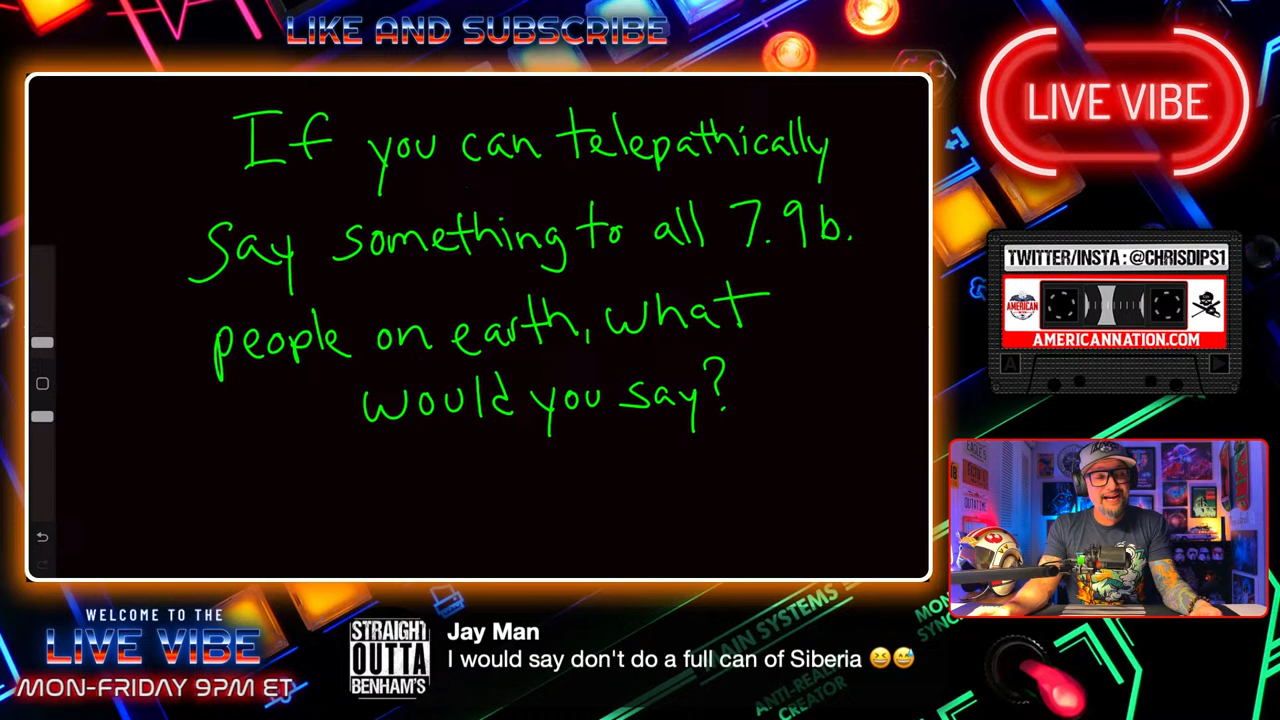 LIKE AND SUBSCRIBE
If you can telepathically
say something to all 7.9b.
people on earth, what
would you say?
LIVE VIBE
TWITTER/INSTA : @CHRISDIPS1
AMERICAN
AMERICANNATION.COM
A
OUTATIME
WELCOME TO THE
LIVE VIBE
MON-FRIDAY 9PM ET
STRAIGHT
OUTTA
BENHAM'S
Jay Man
I would say don't do a full can of Siberia 😆😅